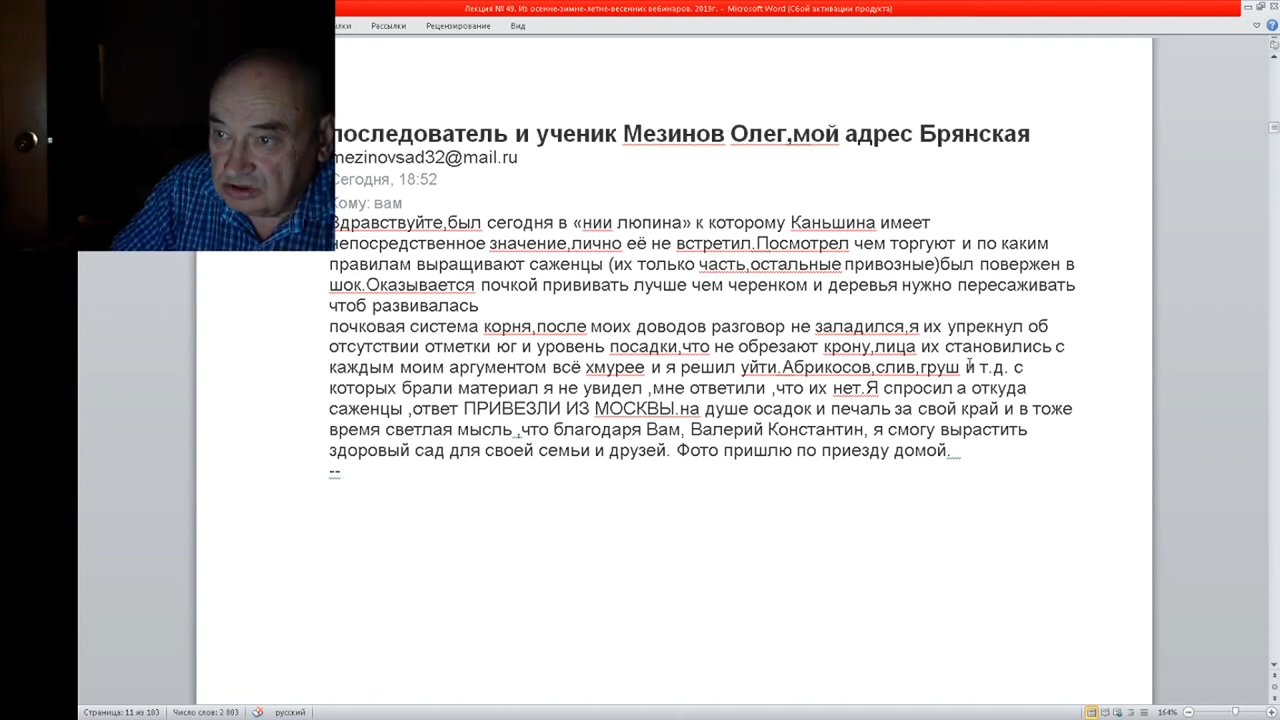 Лекция № 49. Из осенне-зимне-летне-весенних вебинаров. 2019г. - Microsoft Word (Сбой активации продукта)
Рассылки Рецензирование Вид
последователь и ученик Мезинов Олег,мой адрес Брянская
mezinovsad32@mail.ru
Сегодня, 18:52
Кому: вам
Здравствуйте,был сегодня в «нии люпина» к которому Каньшина имеет
непосредственное значение,лично её не встретил.Посмотрел чем торгуют и по каким
правилам выращивают саженцы (их только часть,остальные привозные)был повержен в
шок.Оказывается почкой прививать лучше чем черенком и деревья нужно пересаживать
чтоб развивалась
почковая система корня,после моих доводов разговор не заладился,я их упрекнул об
отсутствии отметки юг и уровень посадки,что не обрезают крону,лица их становились с
каждым моим аргументом всё хмурее и я решил уйти.Абрикосов,слив,груш и т.д. с
которых брали материал я не увидел ,мне ответили ,что их нет.Я спросил а откуда
саженцы ,ответ ПРИВЕЗЛИ ИЗ МОСКВЫ.на душе осадок и печаль за свой край и в тоже
время светлая мысль ,что благодаря Вам, Валерий Константин, я смогу вырастить
здоровый сад для своей семьи и друзей. Фото пришлю по приезду домой.
--
Страница: 11 из 103 Число слов: 2 803 русский 164%